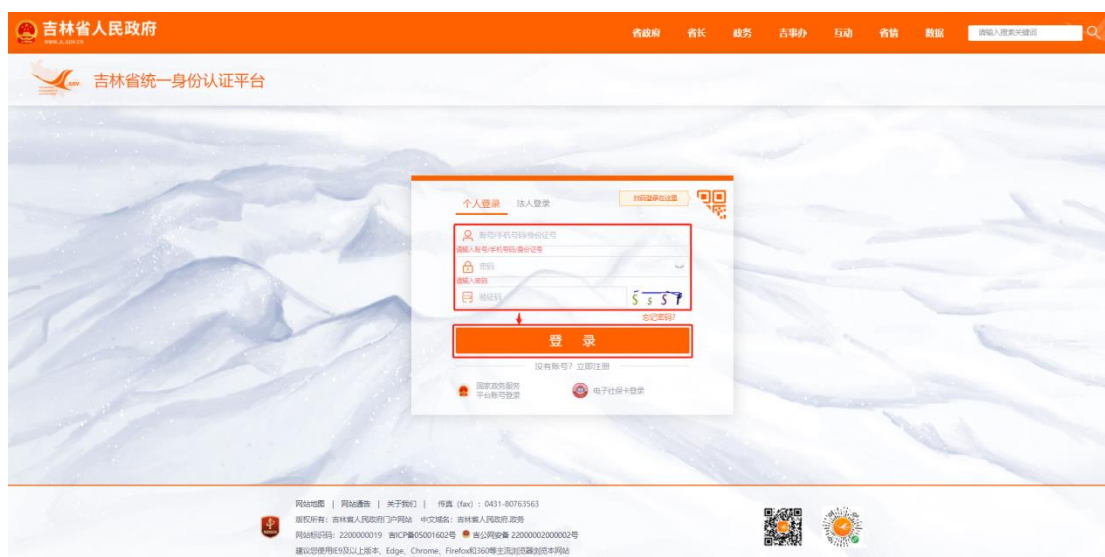 吉林省人民政府
www.jl.gov.cn
省政府 省长 政务 吉事办 互动 省情 数据 请输入搜索关键词
吉林省统一身份认证平台
个人登录 法人登录 扫码登录在这里
账号/手机号码/身份证号
请输入账号/手机号码/身份证号
密码
请输入密码
验证码
忘记密码?
登 录
没有账号? 立即注册
国家政务服务
平台账号登录
电子社保卡登录
网站地图 | 网站通告 | 关于我们 | 传真 (fax) : 0431-80763563
版权所有: 吉林省人民政府门户网站 中文域名: 吉林省人民政府.政务
网站标识码: 2200000019 吉ICP备05001602号 吉公网安备 22000002000002号
建议您使用IE9及以上版本、Edge、Chrome、Firefox和360等主流浏览器浏览本网站